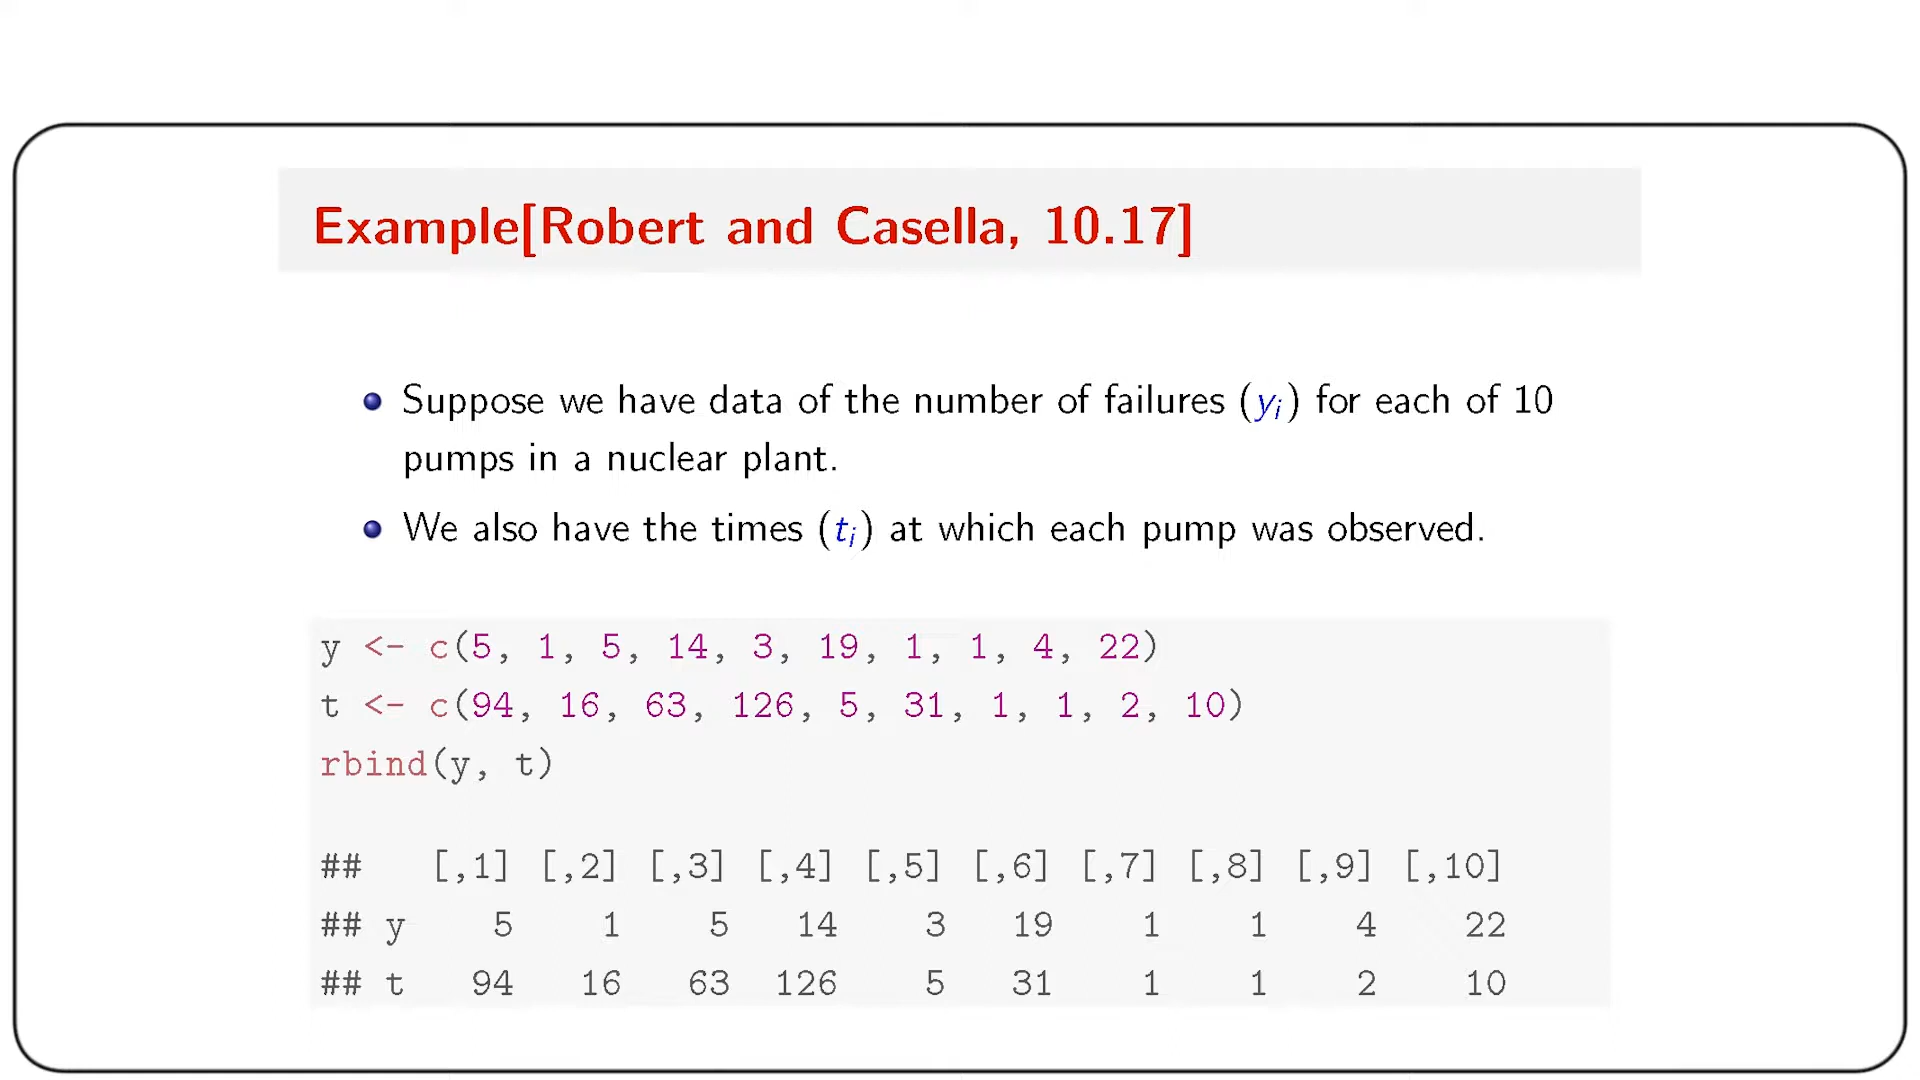 Example[Robert and Casella, 10.17]
Suppose we have data of the number of failures (yᵢ) for each of 10
pumps in a nuclear plant.
We also have the times (tᵢ) at which each pump was observed.
y <- c(5, 1, 5, 14, 3, 19, 1, 1, 4, 22)
t <- c(94, 16, 63, 126, 5, 31, 1, 1, 2, 10)
rbind(y, t)
##   [,1] [,2] [,3] [,4] [,5] [,6] [,7] [,8] [,9] [,10]
## y    5    1    5   14    3   19    1    1    4    22
## t   94   16   63  126    5   31    1    1    2    10